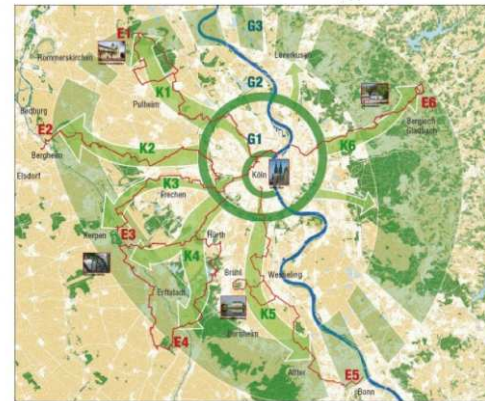 E1
G3
Rommerskirchen
Leverkusen
K1
G2
Pulheim
E6
Bedburg
E2
G1
Bergisch
Gladbach
Bergheim
K2
K6
Elsdorf
Köln
K3
Frechen
Kerpen
E3
Hürth
K4
Brühl
Wesseling
Erftstadt
K5
Bornheim
E4
Alfter
E5
Bonn